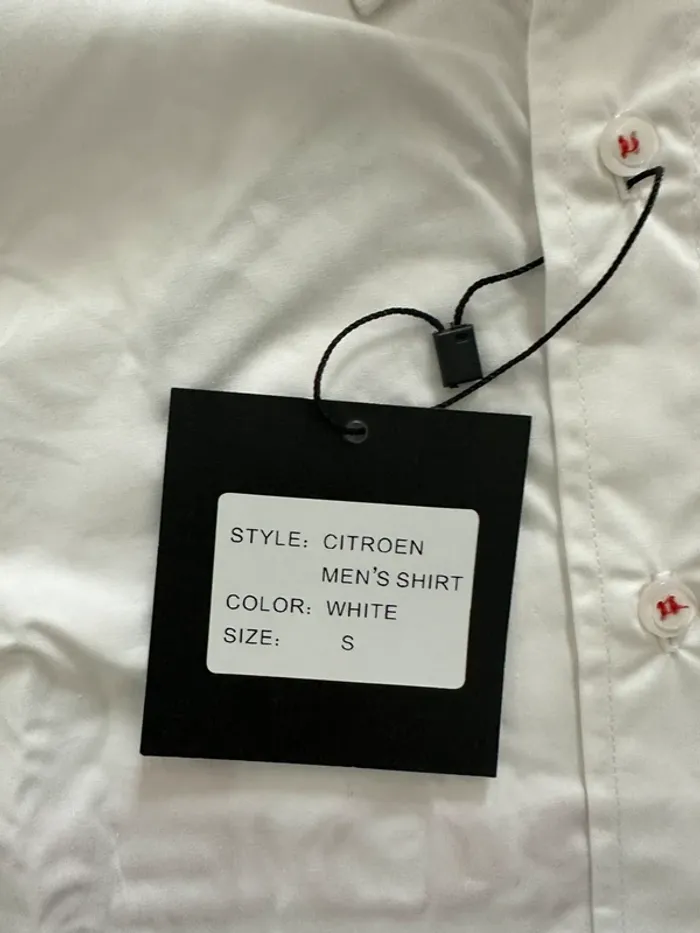 STYLE: CITROEN
MEN'S SHIRT
COLOR: WHITE
SIZE: S